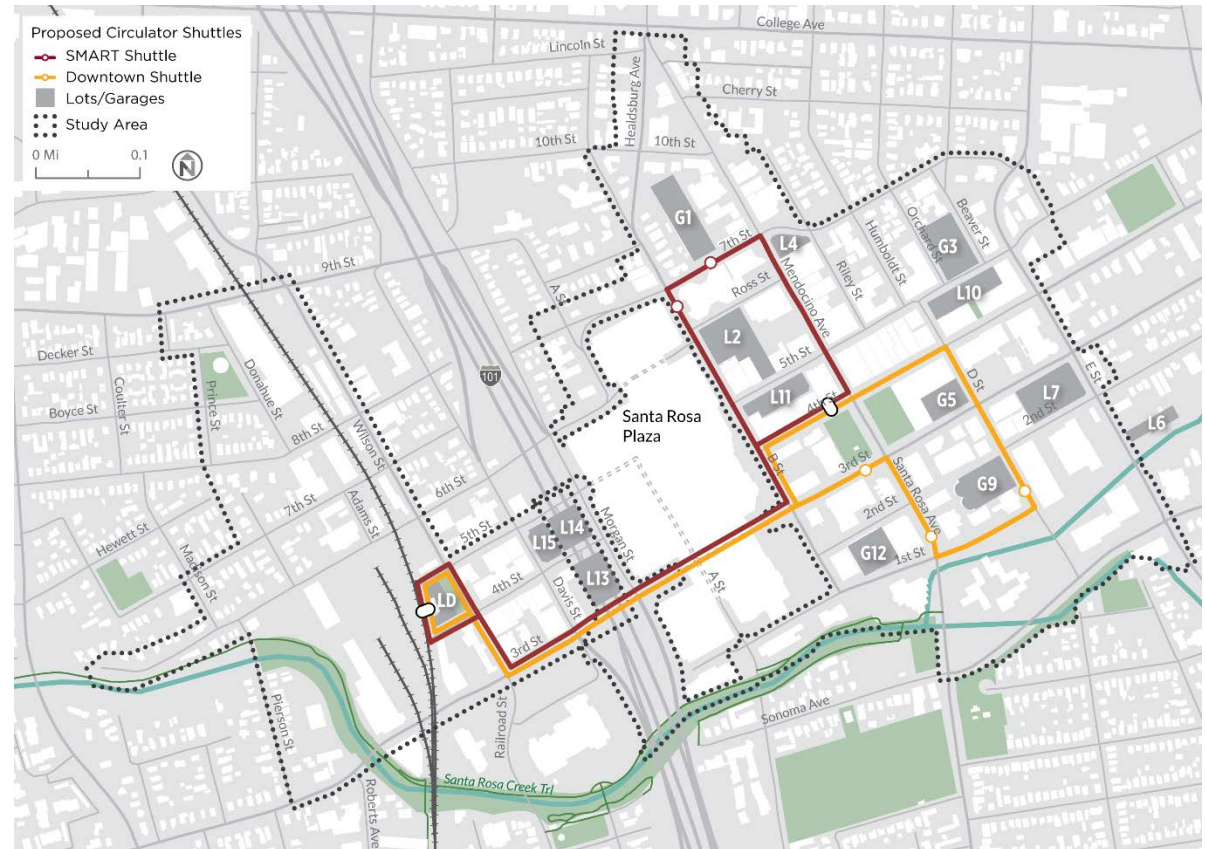 Proposed Circulator Shuttles
SMART Shuttle
Downtown Shuttle
Lots/Garages
Study Area
0 Mi 0.1
N
College Ave
Lincoln St
Healdsburg Ave
Cherry St
10th St
10th St
G1
7th St
L4
Mendocino Ave
Riley St
Humboldt St
Orchard St
G3
Beaver St
L10
9th St
A St
Ross St
L2
5th St
L11
4th St
101
Santa Rosa
Plaza
D St
G5
L7
2nd St
E St
L6
B St
3rd St
Santa Rosa Ave
G9
2nd St
G12
1st St
Decker St
Coulter St
Prince St
Donahue St
Boyce St
8th St
Wilson St
6th St
7th St
Adams St
5th St
Hewett St
Madison St
L14
L15
Morgan St
L13
Davis St
4th St
LD
3rd St
A St
Railroad St
Pierson St
Roberts Ave
Santa Rosa Creek Trl
Sonoma Ave